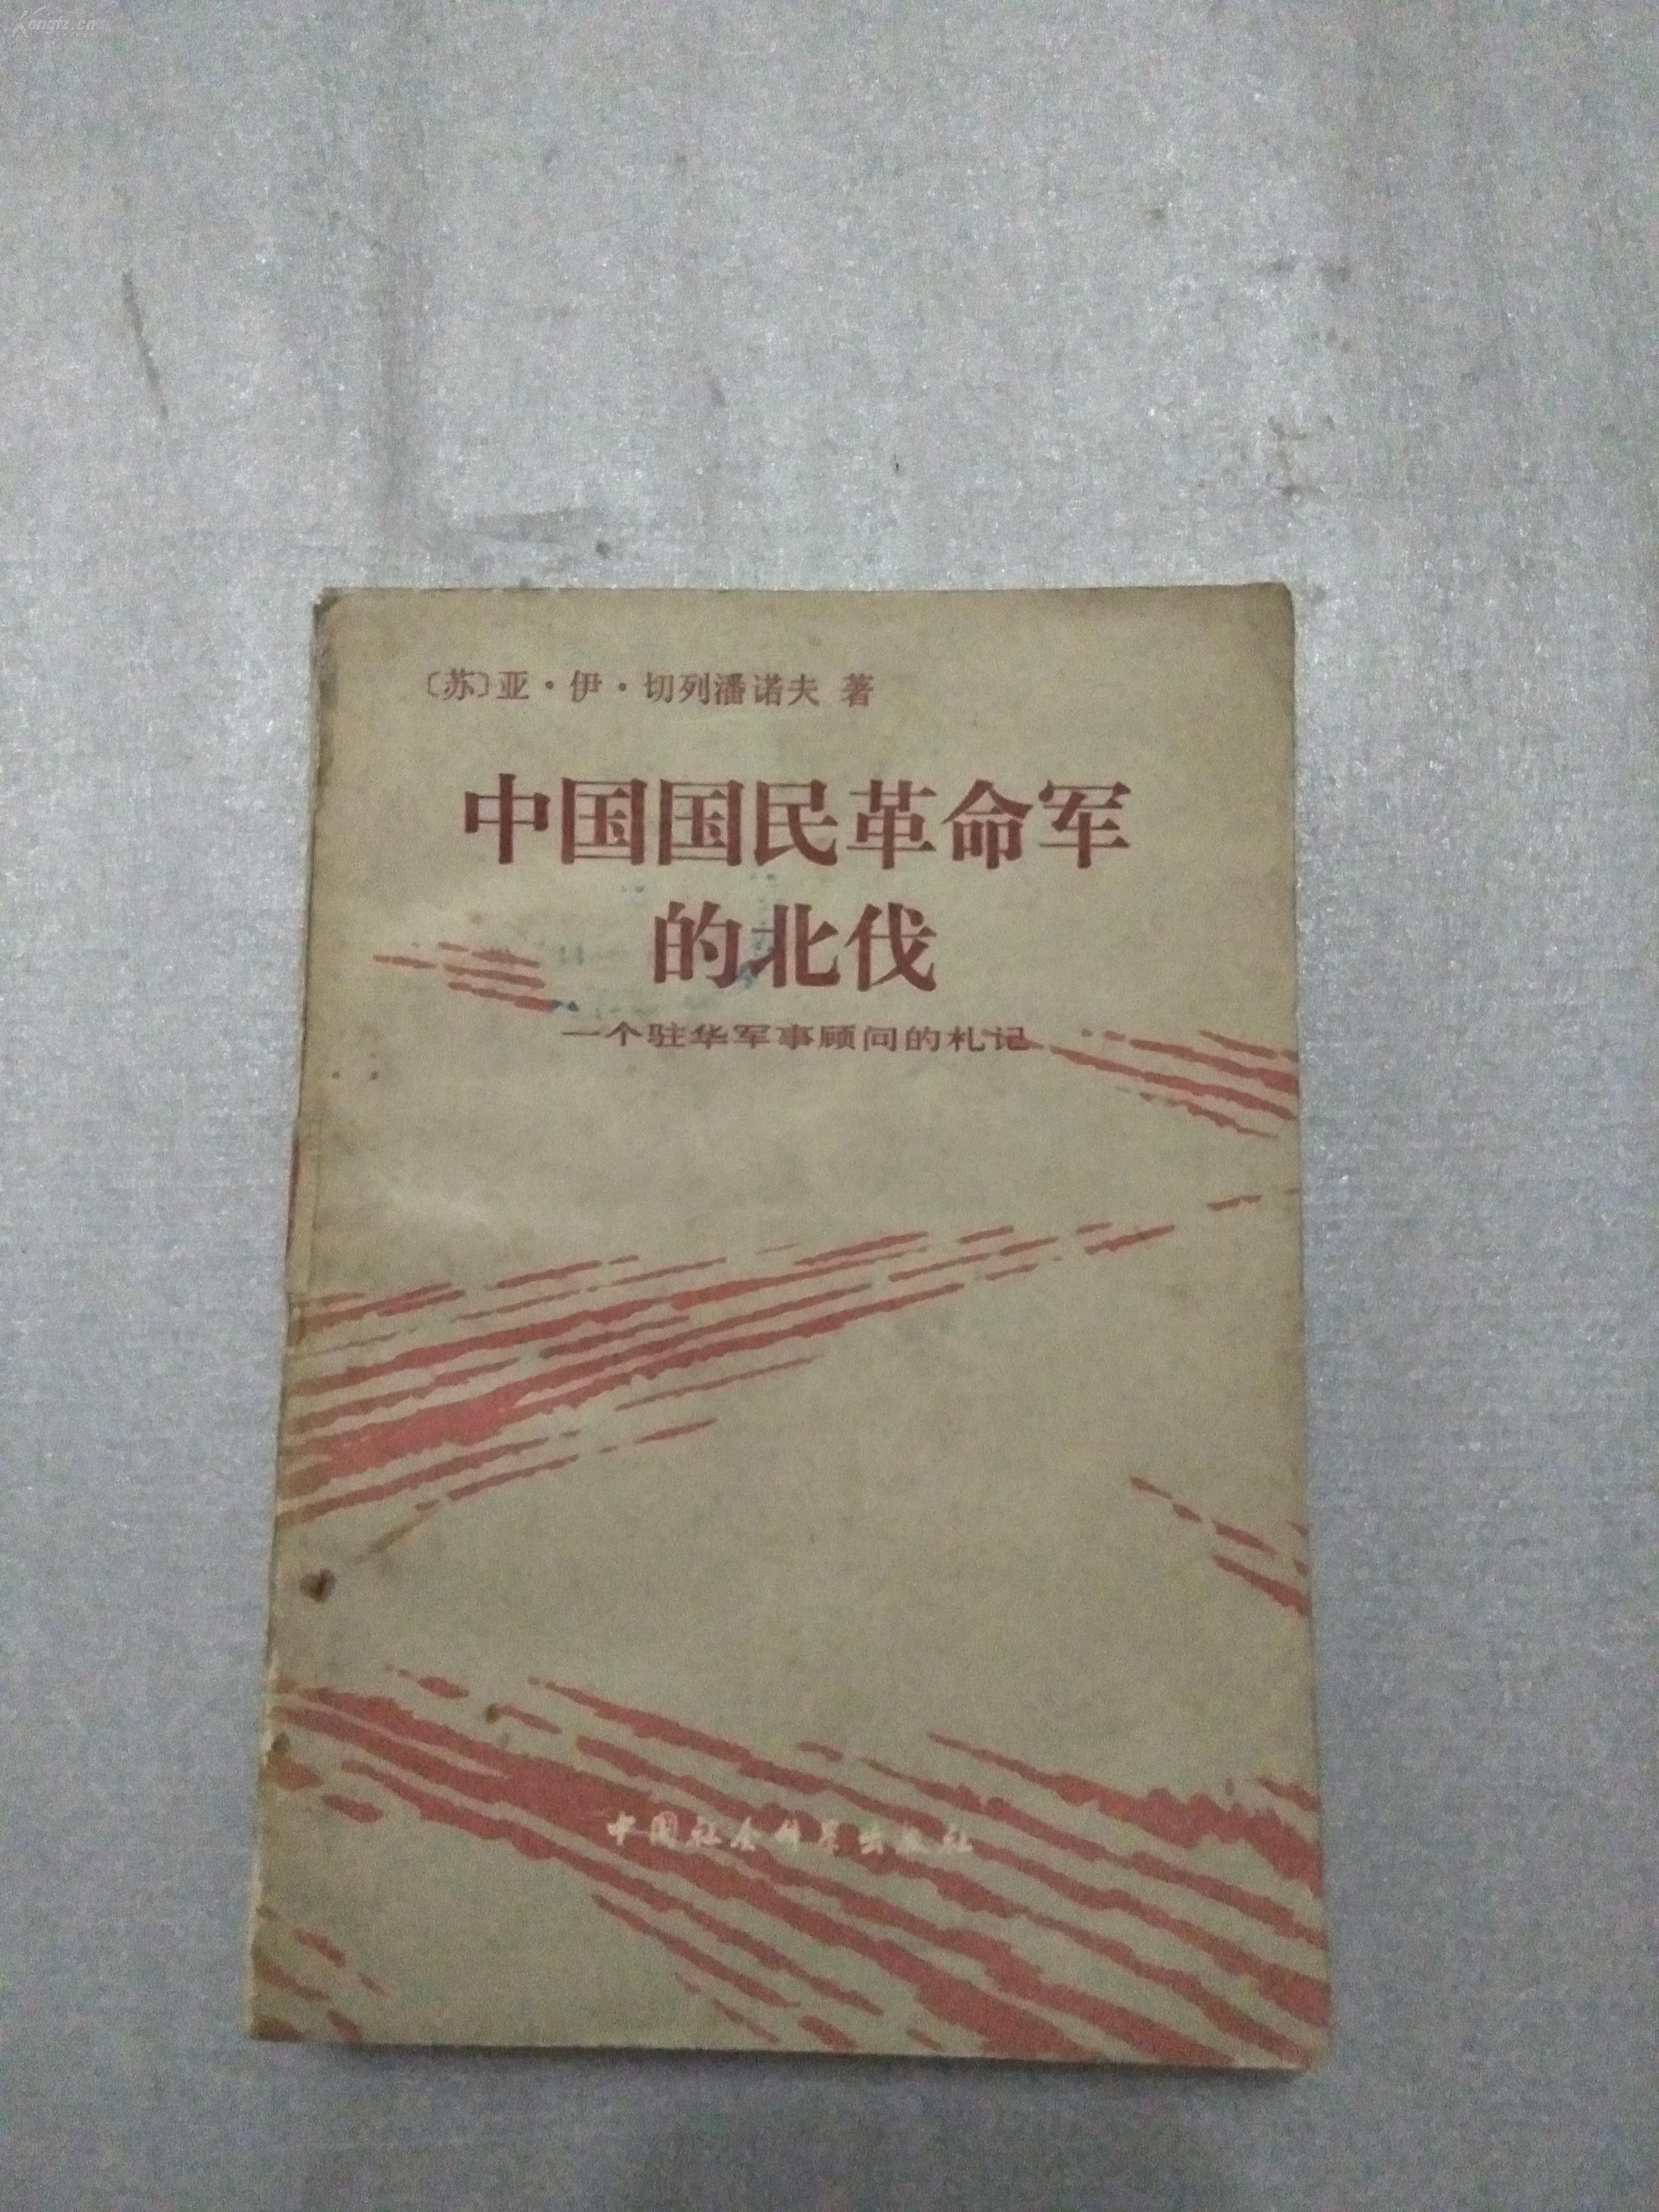 Kongfz.cn
〔苏〕亚·伊·切列潘诺夫 著
中国国民革命军
的北伐
一个驻华军事顾问的札记
中国社会科学出版社